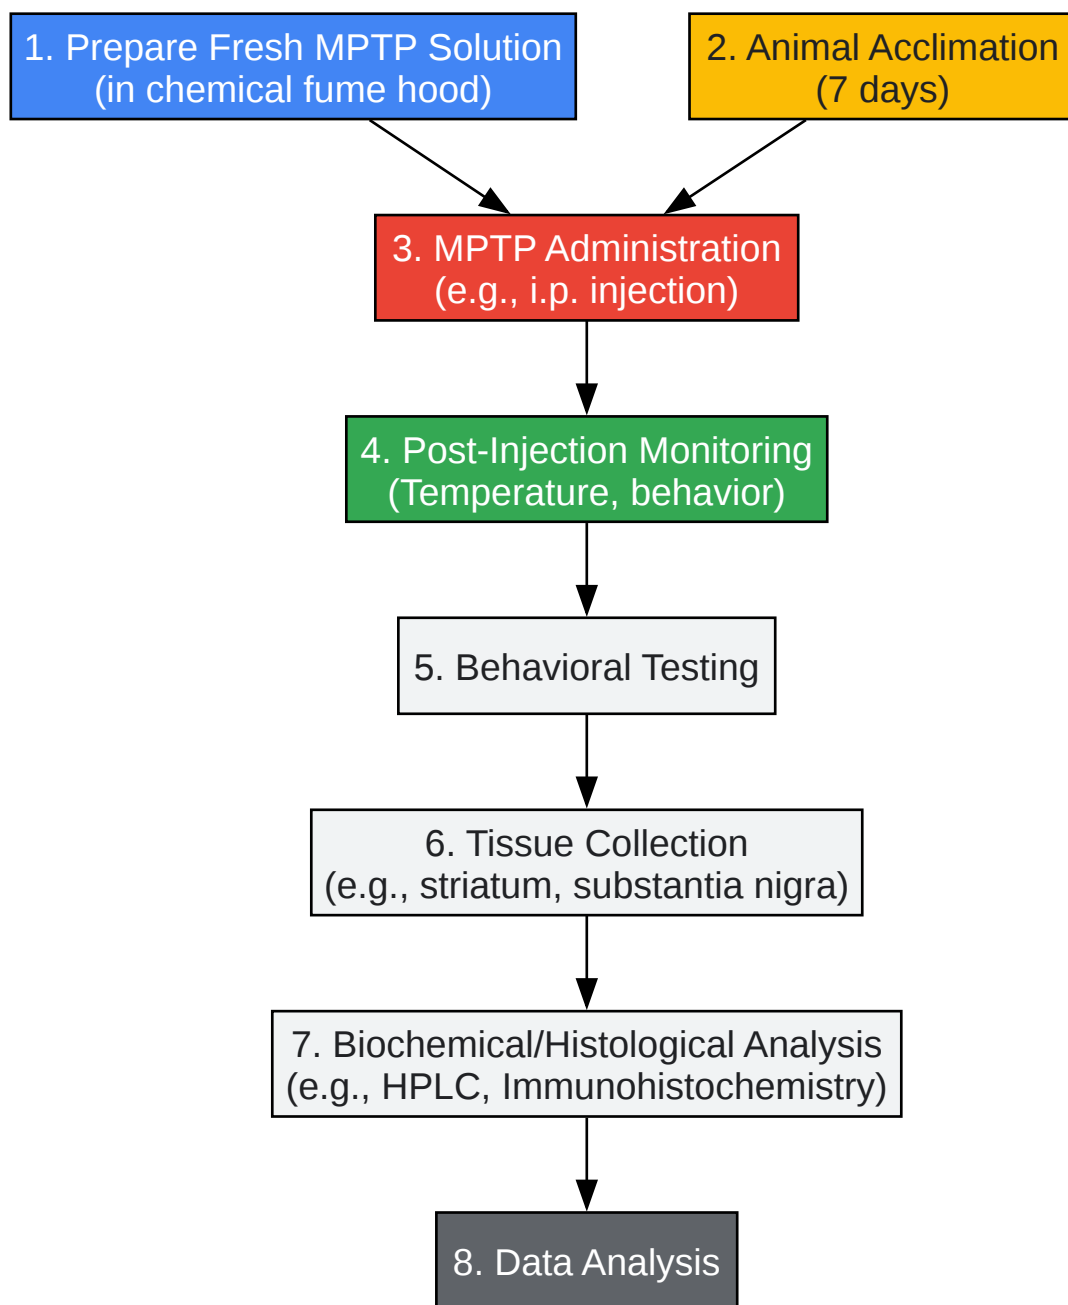 1. Prepare Fresh MPTP Solution
(in chemical fume hood)
2. Animal Acclimation
(7 days)
3. MPTP Administration
(e.g., i.p. injection)
4. Post-Injection Monitoring
(Temperature, behavior)
5. Behavioral Testing
6. Tissue Collection
(e.g., striatum, substantia nigra)
7. Biochemical/Histological Analysis
(e.g., HPLC, Immunohistochemistry)
8. Data Analysis